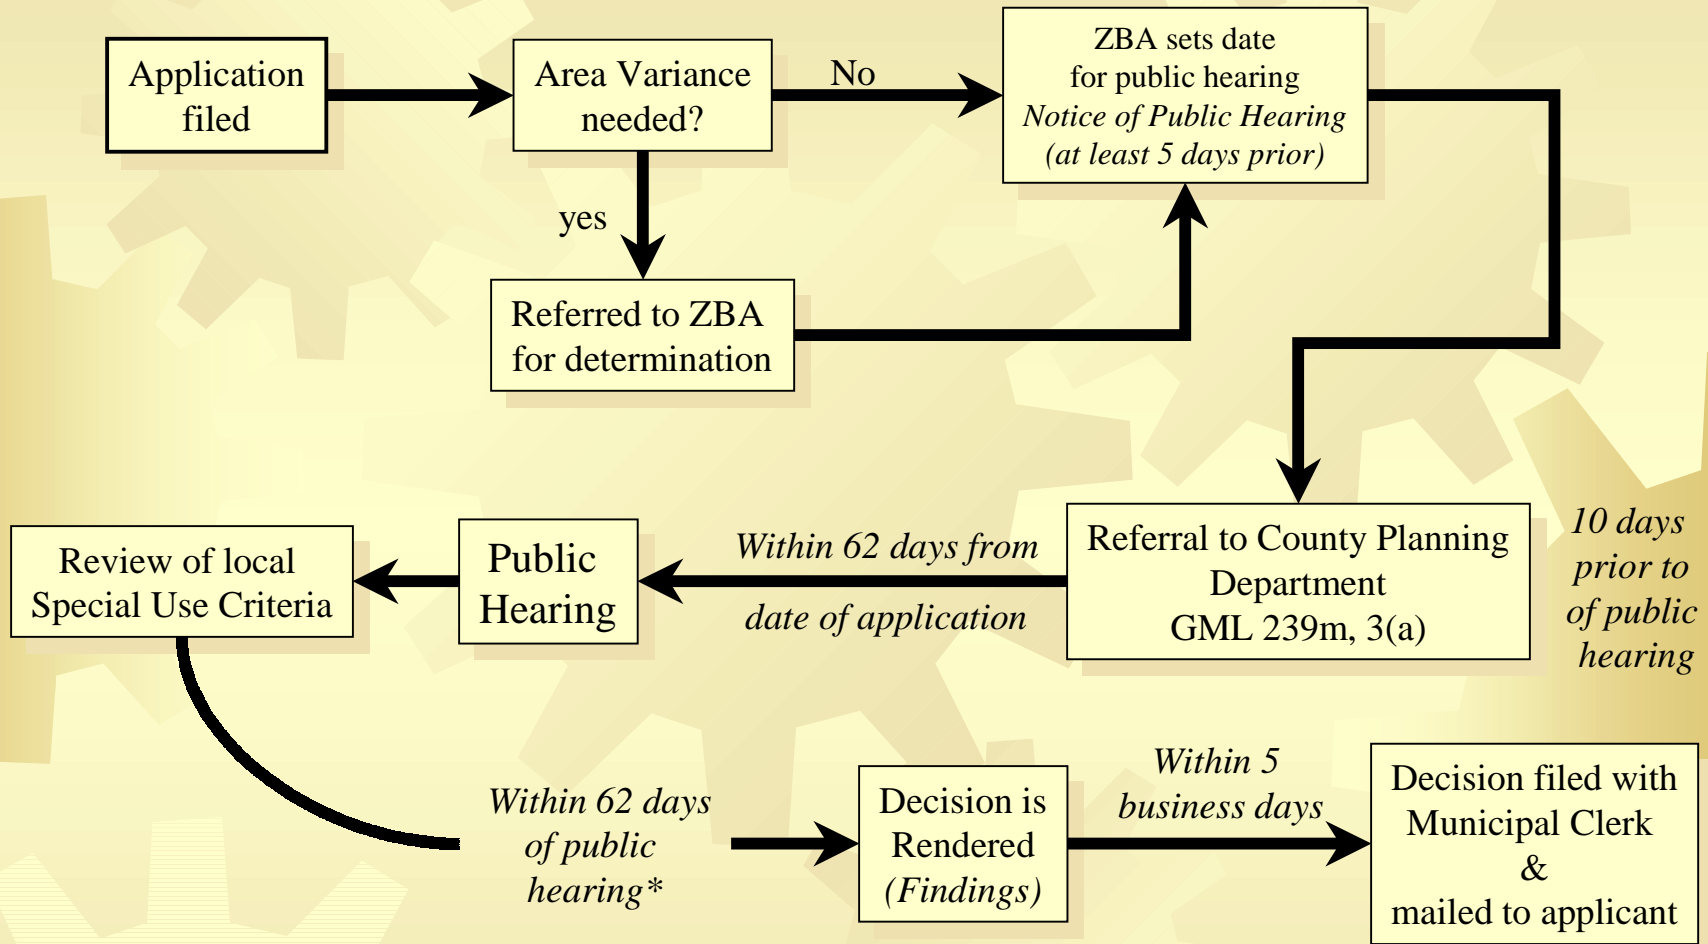 Application
filed
Area Variance
needed?
No
ZBA sets date
for public hearing
Notice of Public Hearing
(at least 5 days prior)
yes
Referred to ZBA
for determination
Referral to County Planning
Department
GML 239m, 3(a)
10 days
prior to
of public
hearing
Within 62 days from
date of application
Public
Hearing
Review of local
Special Use Criteria
Within 62 days
of public
hearing*
Decision is
Rendered
(Findings)
Within 5
business days
Decision filed with
Municipal Clerk
&
mailed to applicant